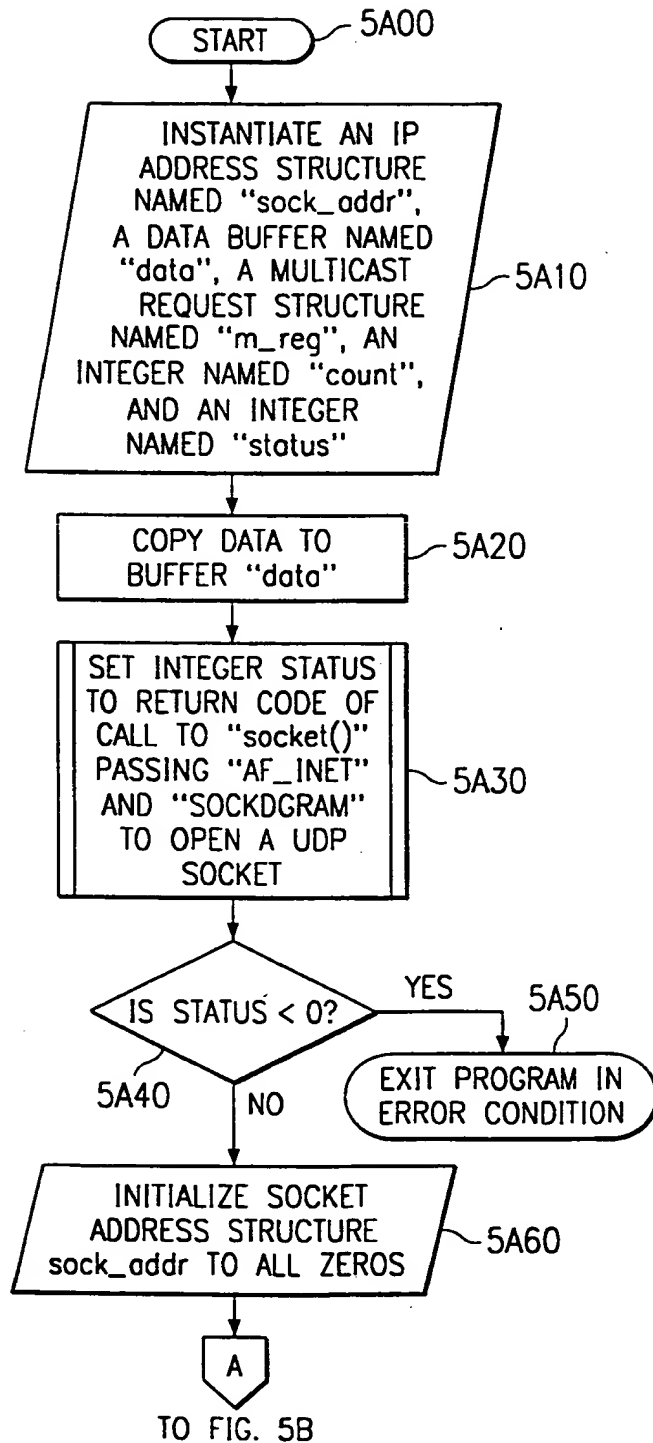 START
5A00
INSTANTIATE AN IP
ADDRESS STRUCTURE
NAMED “sock_addr”,
A DATA BUFFER NAMED
“data”, A MULTICAST
REQUEST STRUCTURE
NAMED “m_reg”, AN
INTEGER NAMED “count”,
AND AN INTEGER
NAMED “status”
5A10
COPY DATA TO
BUFFER “data”
5A20
SET INTEGER STATUS
TO RETURN CODE OF
CALL TO “socket()”
PASSING “AF_INET”
AND “SOCKDGRAM”
TO OPEN A UDP
SOCKET
5A30
IS STATUS < 0?
YES
5A40
NO
5A50
EXIT PROGRAM IN
ERROR CONDITION
INITIALIZE SOCKET
ADDRESS STRUCTURE
sock_addr TO ALL ZEROS
5A60
A
TO FIG. 5B